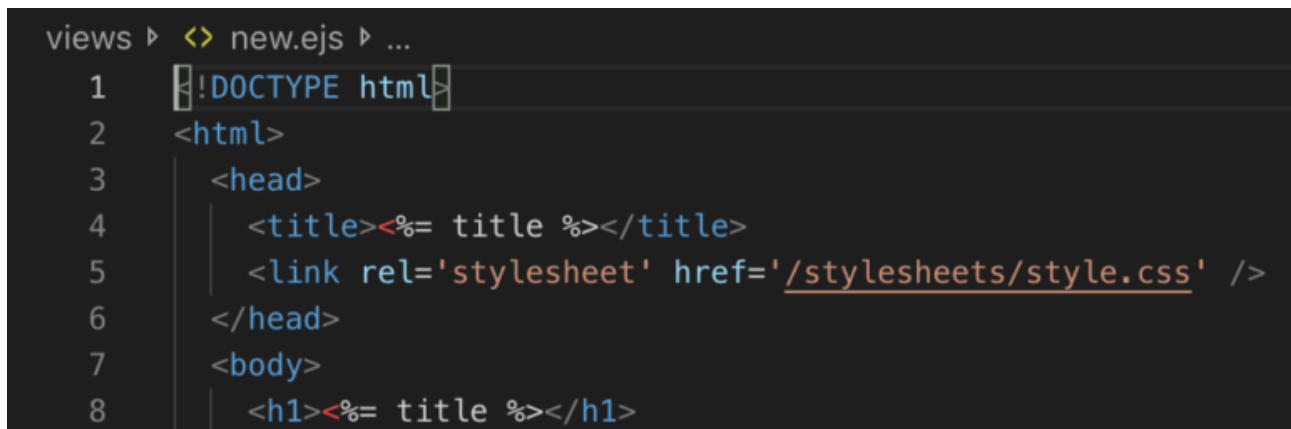 views ▹ <> new.ejs ▹ ...
1 <!DOCTYPE html>
2 <html>
3 <head>
4 <title><%= title %></title>
5 <link rel='stylesheet' href='/stylesheets/style.css' />
6 </head>
7 <body>
8 <h1><%= title %></h1>